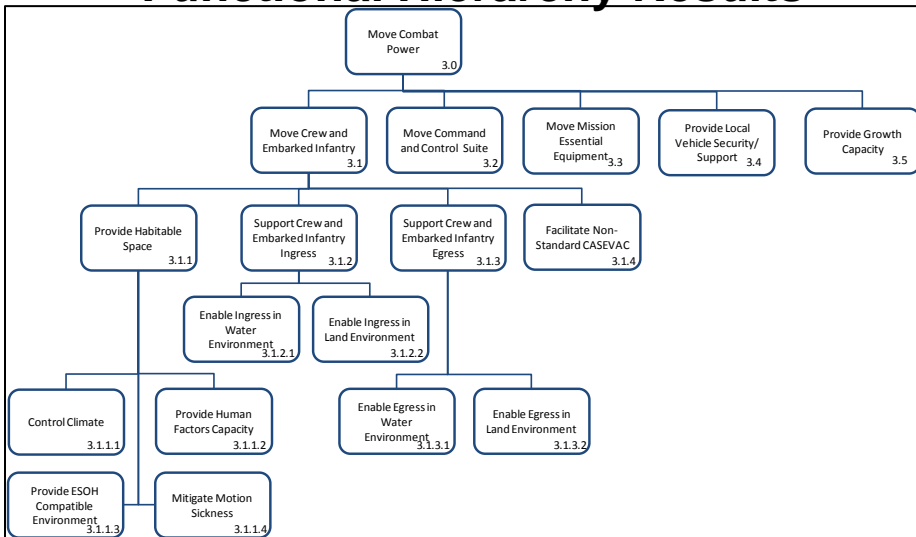 Functional Hierarchy Results
Move Combat
Power
3.0
Move Crew and
Embarked Infantry
3.1
Move Command
and Control Suite
3.2
Move Mission
Essential
Equipment
3.3
Provide Local
Vehicle Security/
Support
3.4
Provide Growth
Capacity
3.5
Provide Habitable
Space
3.1.1
Support Crew and
Embarked Infantry
Ingress
3.1.2
Support Crew and
Embarked Infantry
Egress
3.1.3
Facilitate Non-
Standard CASEVAC
3.1.4
Enable Ingress in
Water
Environment
3.1.2.1
Enable Ingress in
Land Environment
3.1.2.2
Control Climate
3.1.1.1
Provide Human
Factors Capacity
3.1.1.2
Enable Egress in
Water
Environment
3.1.3.1
Enable Egress in
Land Environment
3.1.3.2
Provide ESOH
Compatible
Environment
3.1.1.3
Mitigate Motion
Sickness
3.1.1.4